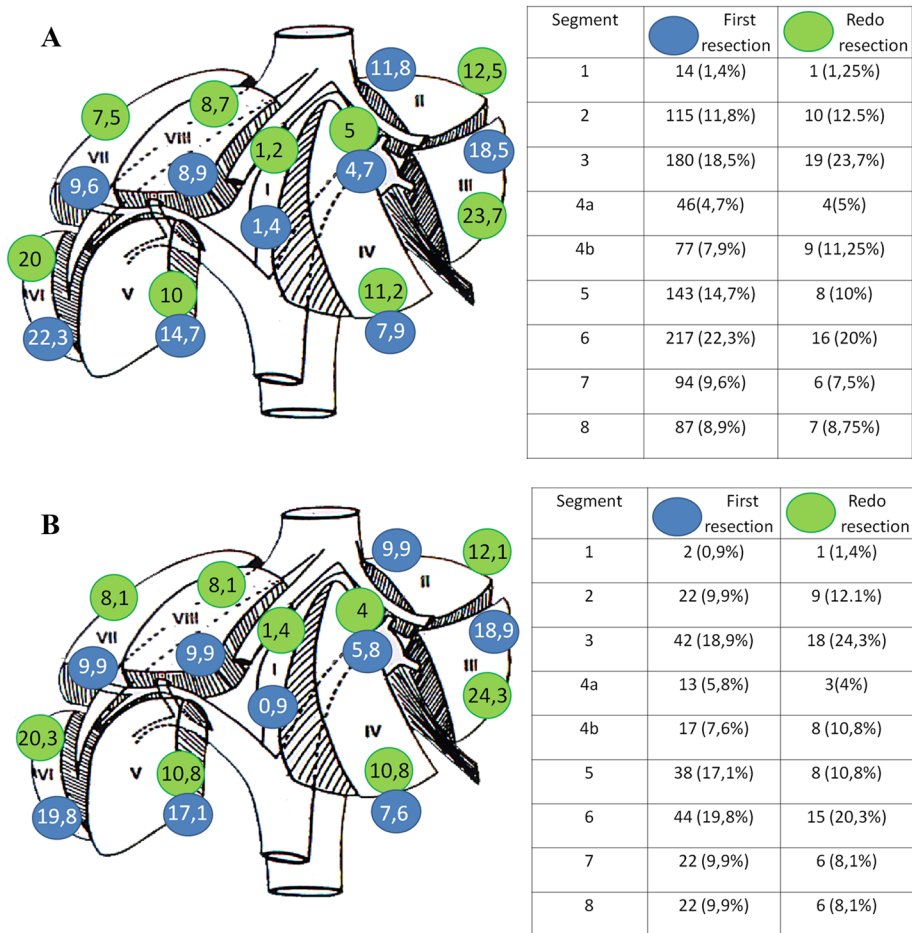 A
11,8
12,5
II
8,7
7,5
VIII
5
VII
1,2
18,5
4,7
8,9
9,6
I
III
23,7
1,4
20
IV
VI
V
10
11,2
22,3
14,7
7,9
Segment First Redo
resection resection
1 14 (1,4%) 1 (1,25%)
2 115 (11,8%) 10 (12.5%)
3 180 (18,5%) 19 (23,7%)
4a 46(4,7%) 4(5%)
4b 77 (7,9%) 9 (11,25%)
5 143 (14,7%) 8 (10%)
6 217 (22,3%) 16 (20%)
7 94 (9,6%) 6 (7,5%)
8 87 (8,9%) 7 (8,75%)
B
9,9
12,1
II
8,1
8,1
VIII
4
1,4
VII
18,9
5,8
9,9
9,9
I
III
24,3
0,9
20,3
IV
VI
V
10,8
10,8
19,8
17,1
7,6
Segment First Redo
resection resection
1 2 (0,9%) 1 (1,4%)
2 22 (9,9%) 9 (12.1%)
3 42 (18,9%) 18 (24,3%)
4a 13 (5,8%) 3(4%)
4b 17 (7,6%) 8 (10,8%)
5 38 (17,1%) 8 (10,8%)
6 44 (19,8%) 15 (20,3%)
7 22 (9,9%) 6 (8,1%)
8 22 (9,9%) 6 (8,1%)